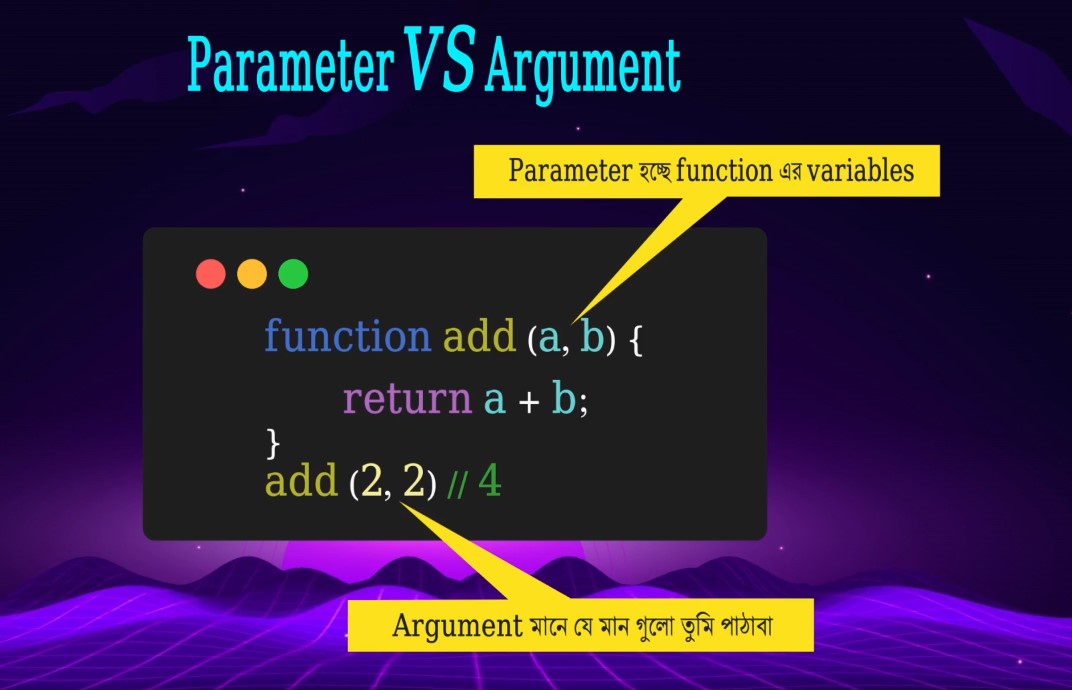 Parameter VS Argument
Parameter হচ্ছে function এর variables
function add (a, b) {
return a + b;
}
add (2, 2) // 4
Argument মানে যে মান গুলো তুমি পাঠাবা